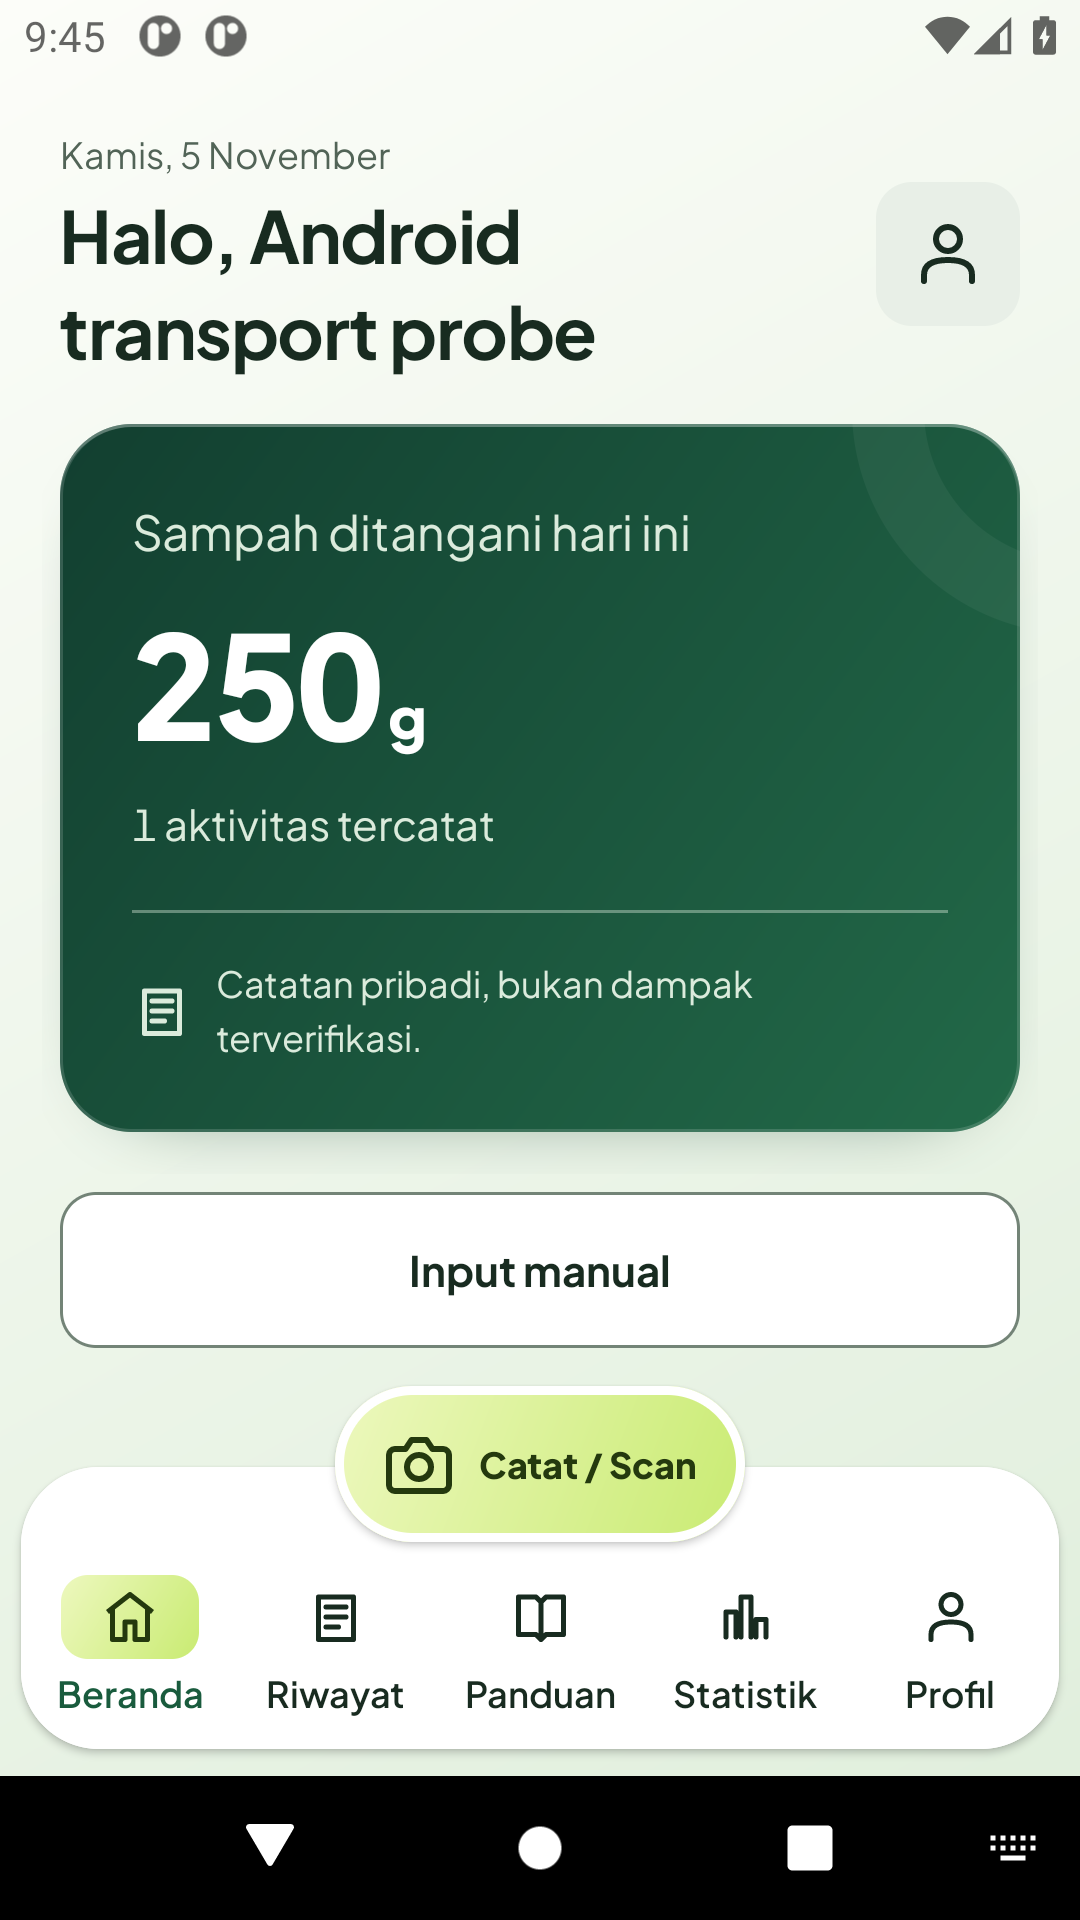 9:45
Kamis, 5 November
Halo, Android
transport probe
Sampah ditangani hari ini
250g
1 aktivitas tercatat
Catatan pribadi, bukan dampak
terverifikasi.
Input manual
Catat / Scan
Beranda
Riwayat
Panduan
Statistik
Profil